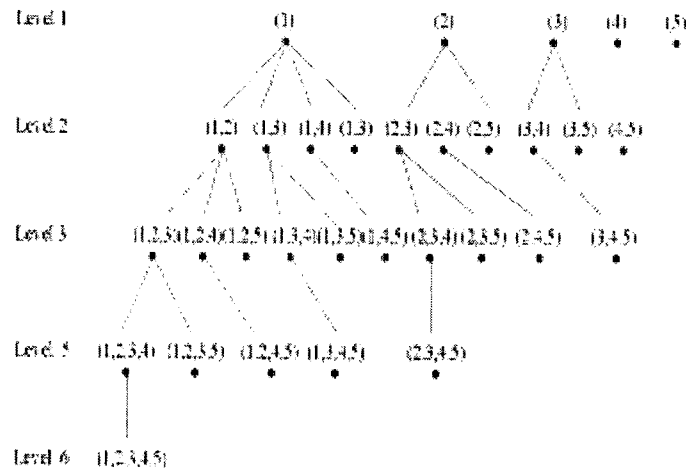 Level 1 (1) (2) (3) (4) (5)
Level 2 (1,2) (1,3) (1,4) (1,3) (2,3) (2,4) (2,5) (3,4) (3,5) (4,5)
Level 3 (1,2,3) (1,2,4) (1,2,5) (1,3,4) (1,3,5) (1,4,5) (2,3,4) (2,3,5) (2,4,5) (3,4,5)
Level 5 (1,2,3,4) (1,2,3,5) (1,2,4,5) (1,3,4,5) (2,3,4,5)
Level 6 (1,2,3,4,5)